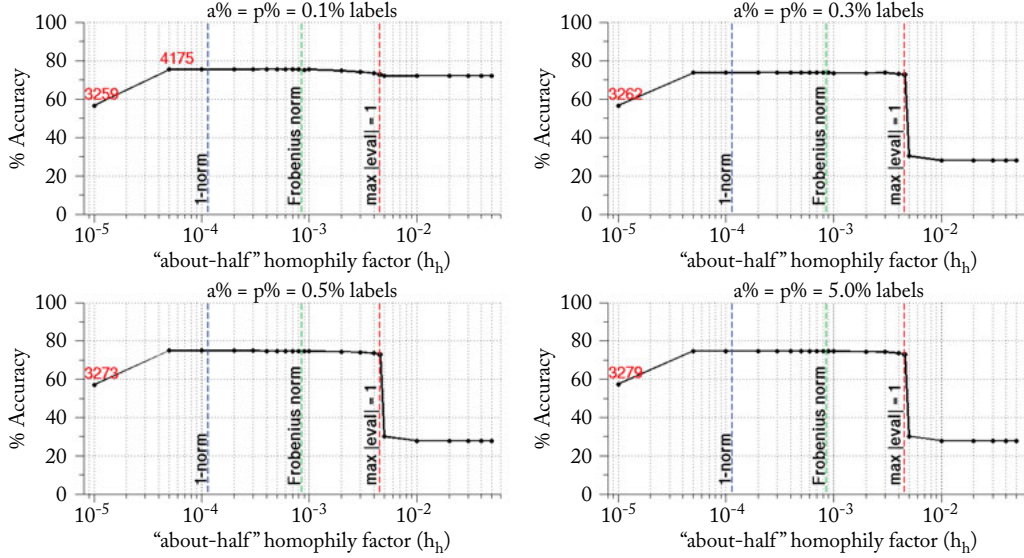 a% = p% = 0.1% labels
% Accuracy
100
80
60
40
20
0
3259
4175
1-norm
Frobenius norm
max |eval| = 1
10-5
10-4
10-3
10-2
“about-half” homophily factor (hh)
a% = p% = 0.3% labels
% Accuracy
100
80
60
40
20
0
3262
1-norm
Frobenius norm
max |eval| = 1
10-5
10-4
10-3
10-2
“about-half” homophily factor (hh)
a% = p% = 0.5% labels
% Accuracy
100
80
60
40
20
0
3273
1-norm
Frobenius norm
max |eval| = 1
10-5
10-4
10-3
10-2
“about-half” homophily factor (hh)
a% = p% = 5.0% labels
% Accuracy
100
80
60
40
20
0
3279
1-norm
Frobenius norm
max |eval| = 1
10-5
10-4
10-3
10-2
“about-half” homophily factor (hh)